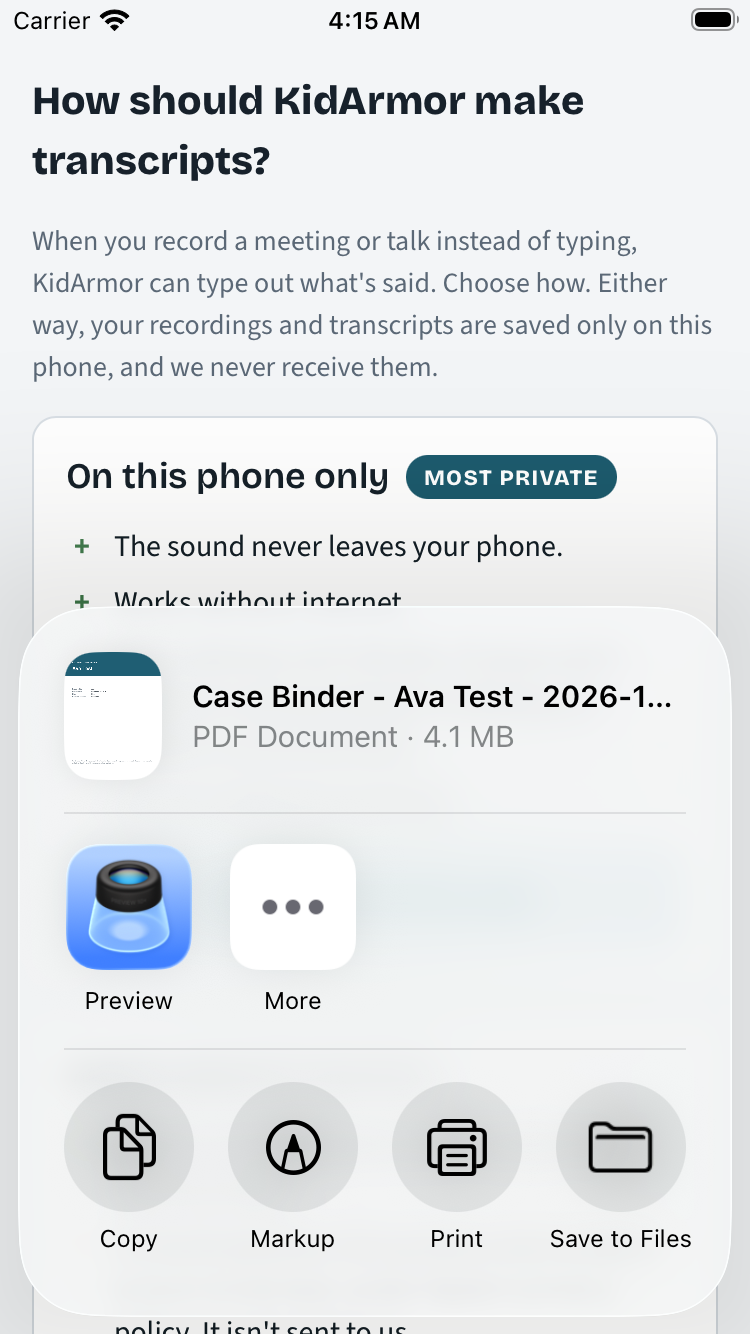 Carrier 4:15 AM
How should KidArmor make
transcripts?
When you record a meeting or talk instead of typing,
KidArmor can type out what's said. Choose how. Either
way, your recordings and transcripts are saved only on this
phone, and we never receive them.
On this phone only MOST PRIVATE
+ The sound never leaves your phone.
+ Works without internet.
Case Binder - Ava Test - 2026-1...
PDF Document · 4.1 MB
Preview More
Copy Markup Print Save to Files
policy. It isn't sent to us.